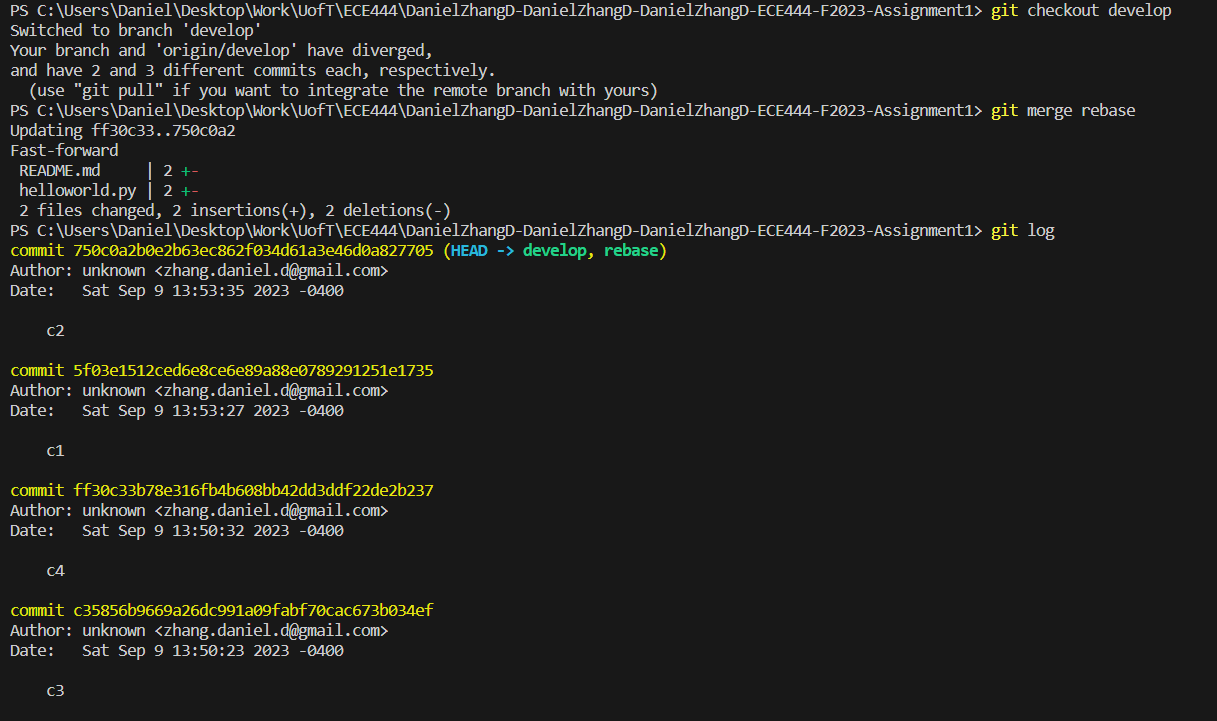 PS C:\Users\Daniel\Desktop\Work\UofT\ECE444\DanielZhangD-DanielZhangD-DanielZhangD-ECE444-F2023-Assignment1> git checkout develop
Switched to branch 'develop'
Your branch and 'origin/develop' have diverged,
and have 2 and 3 different commits each, respectively.
  (use "git pull" if you want to integrate the remote branch with yours)
PS C:\Users\Daniel\Desktop\Work\UofT\ECE444\DanielZhangD-DanielZhangD-DanielZhangD-ECE444-F2023-Assignment1> git merge rebase
Updating ff30c33..750c0a2
Fast-forward
 README.md     | 2 +-
 helloworld.py | 2 +-
 2 files changed, 2 insertions(+), 2 deletions(-)
PS C:\Users\Daniel\Desktop\Work\UofT\ECE444\DanielZhangD-DanielZhangD-DanielZhangD-ECE444-F2023-Assignment1> git log
commit 750c0a2b0e2b63ec862f034d61a3e46d0a827705 (HEAD -> develop, rebase)
Author: unknown <zhang.daniel.d@gmail.com>
Date:   Sat Sep 9 13:53:35 2023 -0400
    c2
commit 5f03e1512ced6e8ce6e89a88e0789291251e1735
Author: unknown <zhang.daniel.d@gmail.com>
Date:   Sat Sep 9 13:53:27 2023 -0400
    c1
commit ff30c33b78e316fb4b608bb42dd3ddf22de2b237
Author: unknown <zhang.daniel.d@gmail.com>
Date:   Sat Sep 9 13:50:32 2023 -0400
    c4
commit c35856b9669a26dc991a09fabf70cac673b034ef
Author: unknown <zhang.daniel.d@gmail.com>
Date:   Sat Sep 9 13:50:23 2023 -0400
    c3